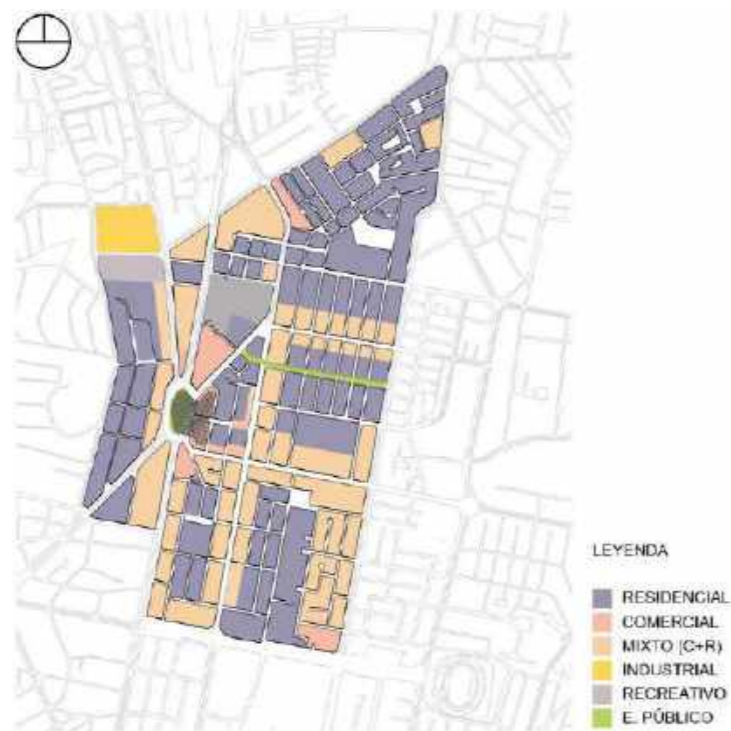 LEYENDA
RESIDENCIAL
COMERCIAL
MIXTO (C+R)
INDUSTRIAL
RECREATIVO
E. PÚBLICO